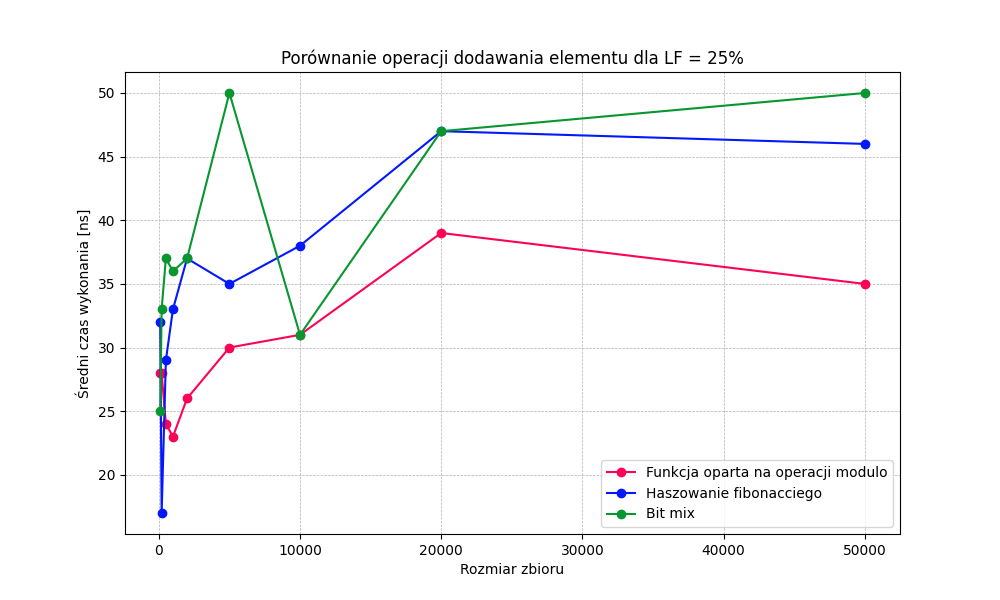 Porównanie operacji dodawania elementu dla LF = 25%
Średni czas wykonania [ns]
50
45
40
35
30
25
20
0
10000
20000
30000
40000
50000
Rozmiar zbioru
Funkcja oparta na operacji modulo
Haszowanie fibonacciego
Bit mix